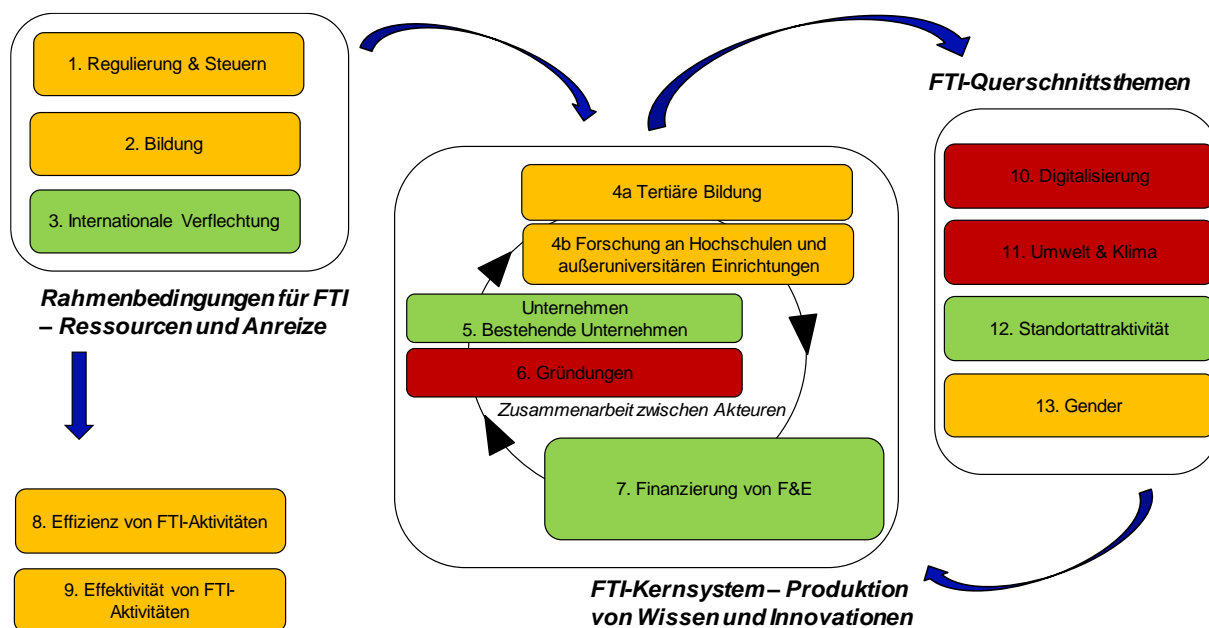 1. Regulierung & Steuern
2. Bildung
3. Internationale Verflechtung
Rahmenbedingungen für FTI
– Ressourcen und Anreize
8. Effizienz von FTI-Aktivitäten
9. Effektivität von FTI-
Aktivitäten
4a Tertiäre Bildung
4b Forschung an Hochschulen und
außeruniversitären Einrichtungen
Unternehmen
5. Bestehende Unternehmen
6. Gründungen
Zusammenarbeit zwischen Akteuren
7. Finanzierung von F&E
FTI-Kernsystem – Produktion
von Wissen und Innovationen
FTI-Querschnittsthemen
10. Digitalisierung
11. Umwelt & Klima
12. Standortattraktivität
13. Gender